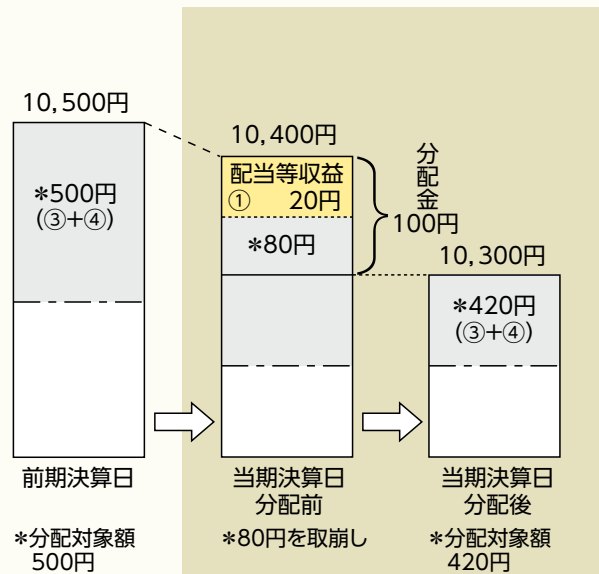 10,500円
*500円
(③+④)
前期決算日
*分配対象額
500円
10,400円
配当等収益
① 20円
*80円
分配金
100円
当期決算日
分配前
*80円を取崩し
10,300円
*420円
(③+④)
当期決算日
分配後
*分配対象額
420円